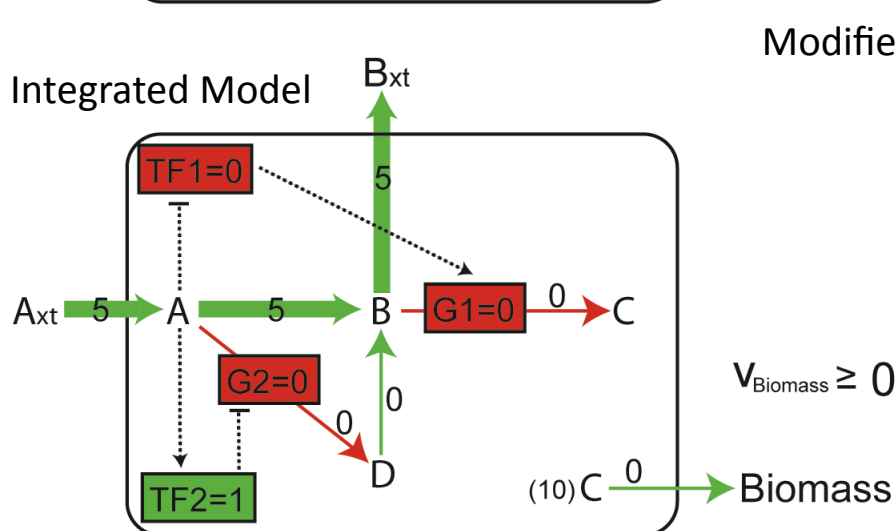 Modifie
Integrated Model
Bxt
TF1=0
5
Axt 5 A 5 B G1=0 0 C
G2=0
0
0
VBiomass ≥ 0
D
TF2=1
(10) C 0 Biomass